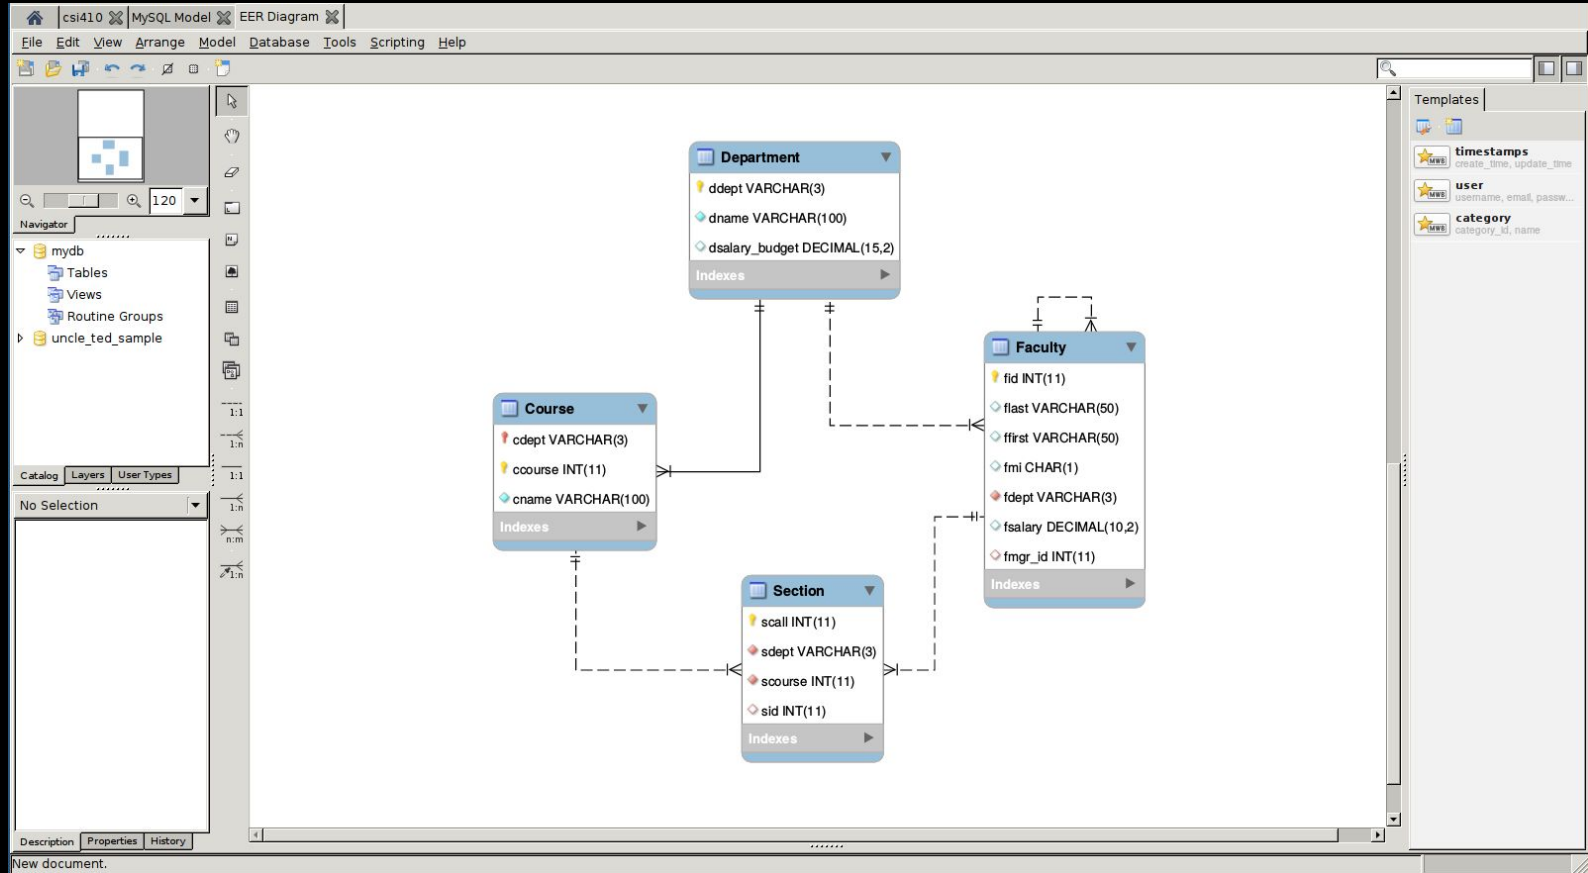 csi410 MySQL Model EER Diagram
File Edit View Arrange Model Database Tools Scripting Help
120
Navigator
mydb
Tables
Views
Routine Groups
uncle_ted_sample
Catalog Layers User Types
No Selection
Description Properties History
New document.
1:1
1:n
1:1
1:n
n:m
1:n
Department
ddept VARCHAR(3)
dname VARCHAR(100)
dsalary_budget DECIMAL(15,2)
Indexes
Faculty
fid INT(11)
flast VARCHAR(50)
ffirst VARCHAR(50)
fmi CHAR(1)
fdept VARCHAR(3)
fsalary DECIMAL(10,2)
fmgr_id INT(11)
Indexes
Course
cdept VARCHAR(3)
ccourse INT(11)
cname VARCHAR(100)
Indexes
Section
scall INT(11)
sdept VARCHAR(3)
scourse INT(11)
sid INT(11)
Indexes
Templates
MWB timestamps
create_time, update_time
MWB user
username, email, passw...
MWB category
category_id, name